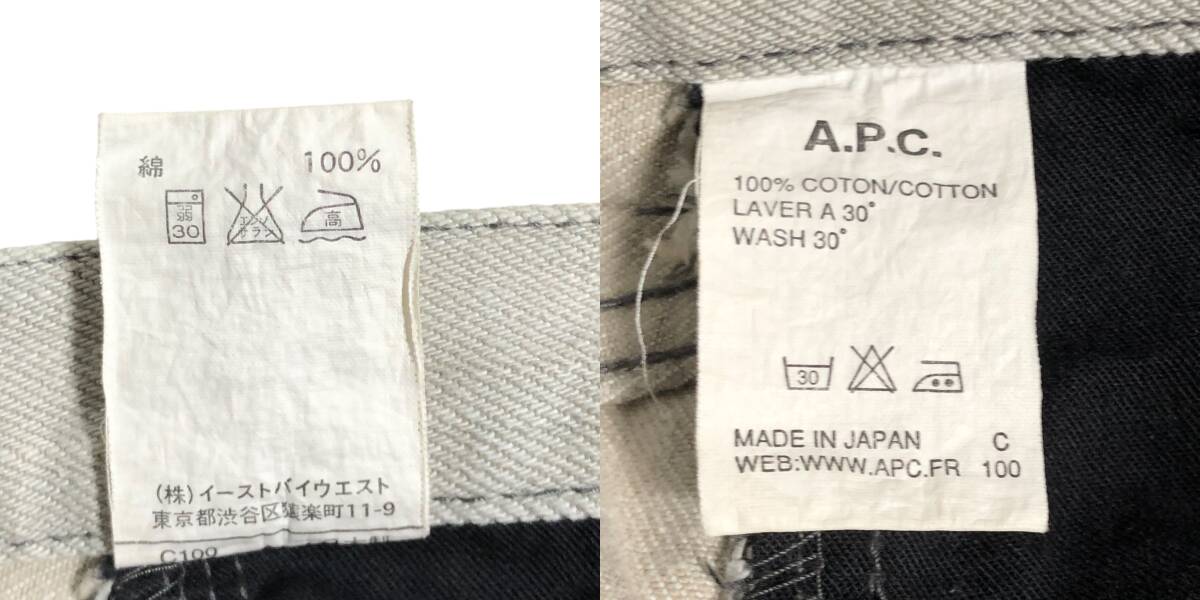 綿 100%
弱
30
エンソ
サラシ
高
(株)イーストバイウエスト
東京都渋谷区猿楽町11-9
C100
A.P.C.
100% COTON/COTTON
LAVER A 30°
WASH 30°
30
MADE IN JAPAN C
WEB:WWW.APC.FR 100